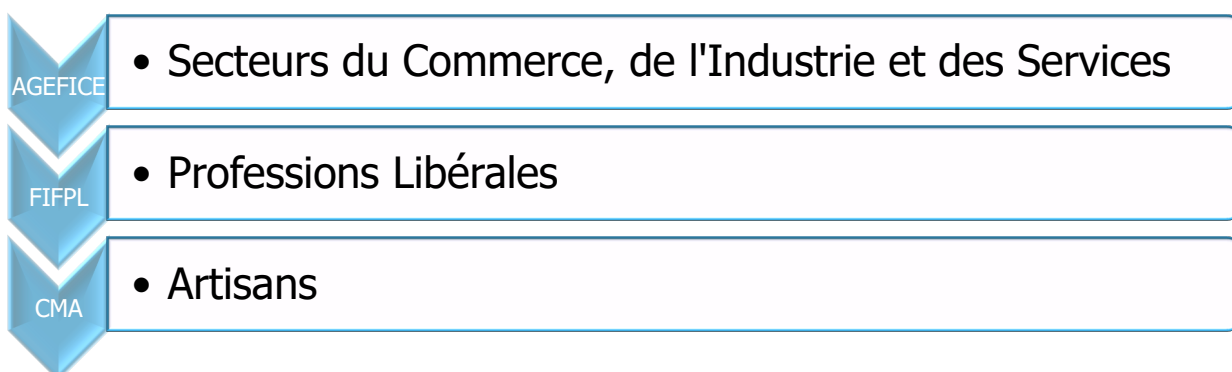 AGEFICE
• Secteurs du Commerce, de l'Industrie et des Services
FIFPL
• Professions Libérales
CMA
• Artisans